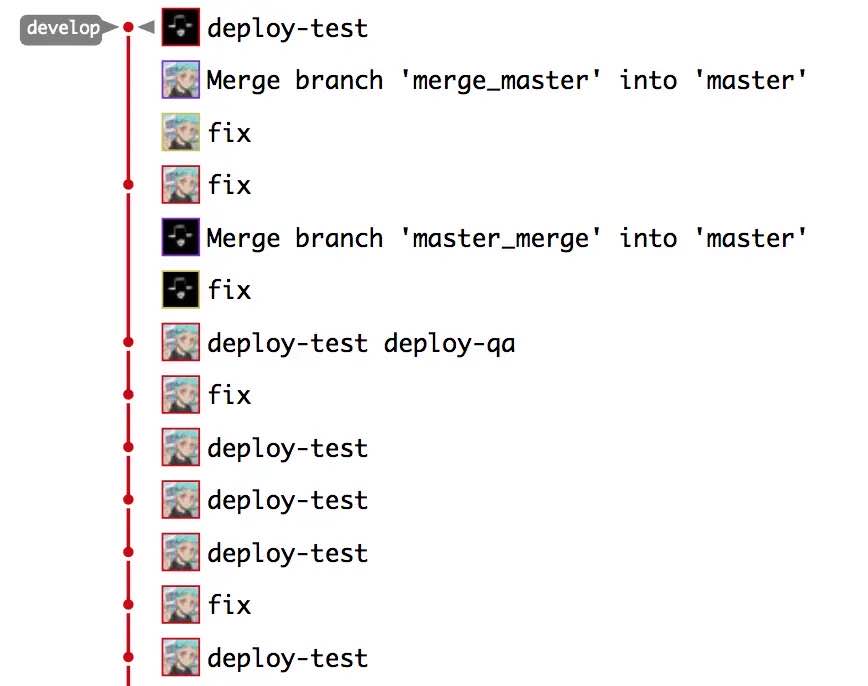 develop deploy-test
Merge branch 'merge_master' into 'master'
fix
fix
Merge branch 'master_merge' into 'master'
fix
deploy-test deploy-qa
fix
deploy-test
deploy-test
deploy-test
fix
deploy-test